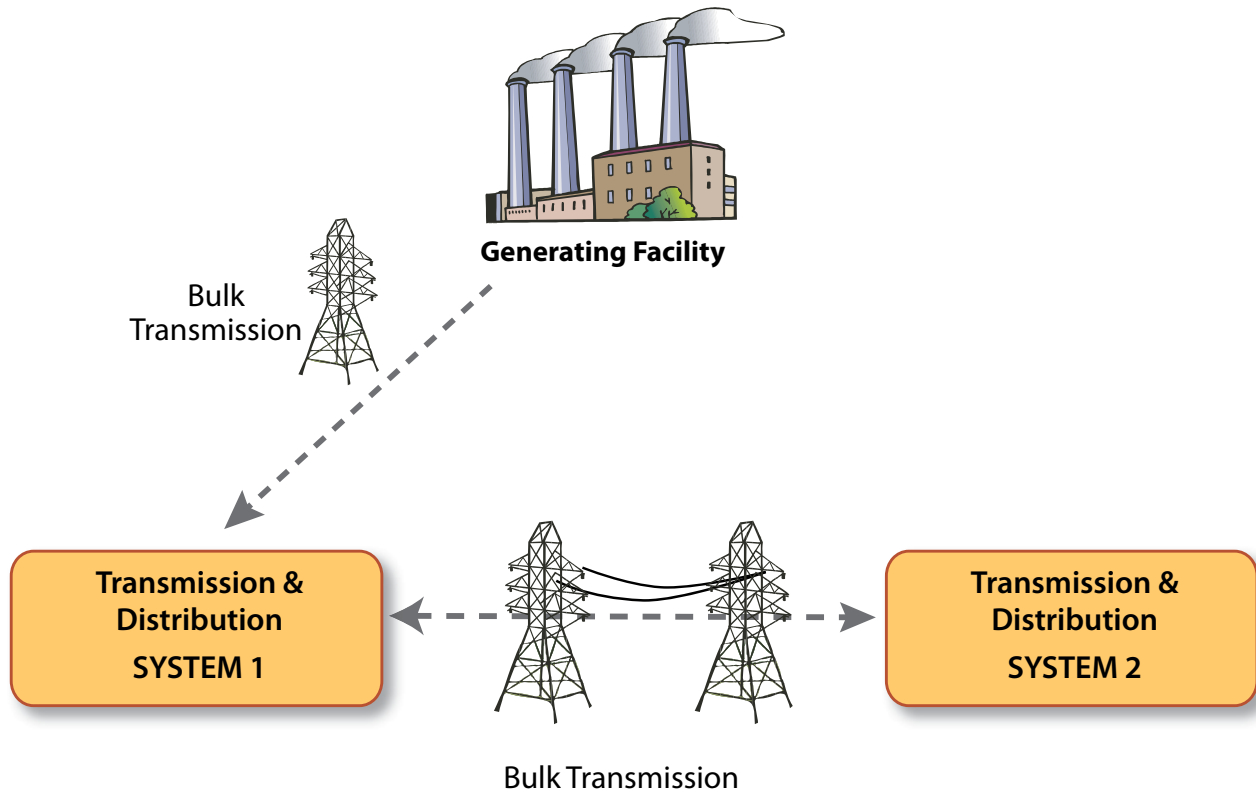 Generating Facility
Bulk
Transmission
Transmission &
Distribution
SYSTEM 1
Transmission &
Distribution
SYSTEM 2
Bulk Transmission